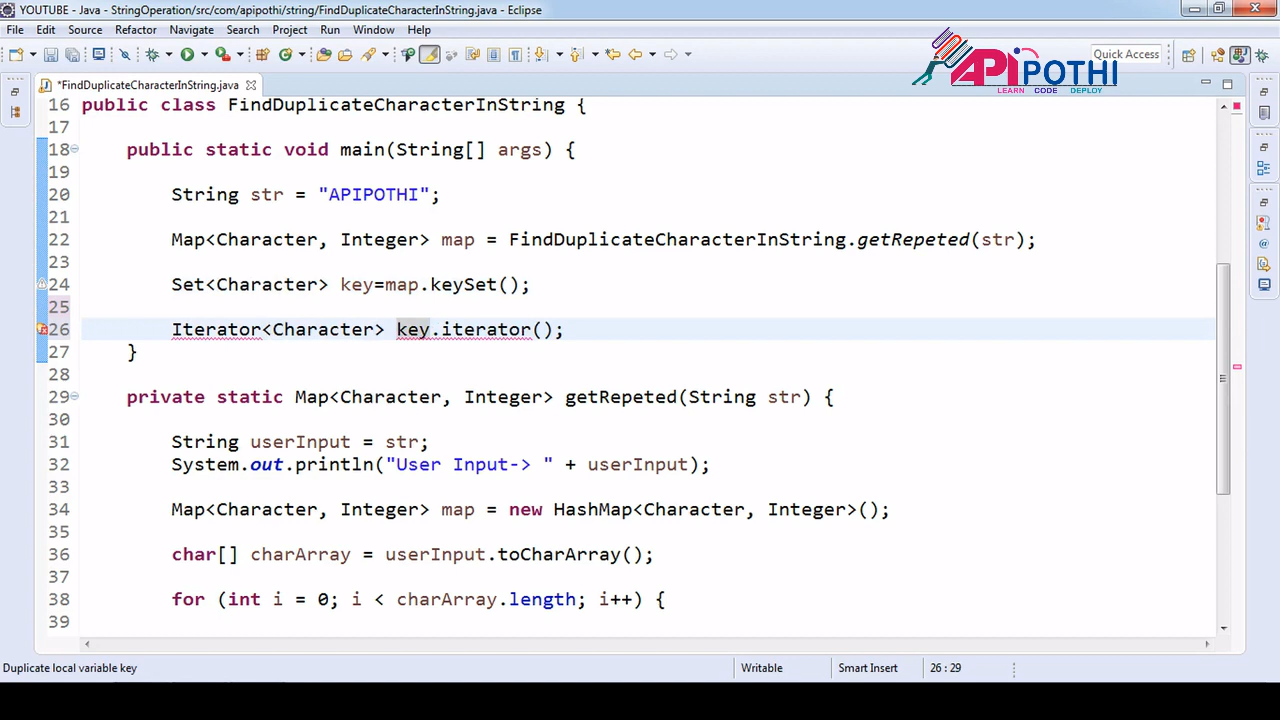 YOUTUBE - Java - StringOperation/src/com/apipothi/string/FindDuplicateCharacterInString.java - Eclipse
File Edit Source Refactor Navigate Search Project Run Window Help
Quick Access
APIPOTHI
LEARN CODE DEPLOY
*FindDuplicateCharacterInString.java
16 public class FindDuplicateCharacterInString {
17
18 public static void main(String[] args) {
19
20 String str = "APIPOTHI";
21
22 Map<Character, Integer> map = FindDuplicateCharacterInString.getRepeted(str);
23
24 Set<Character> key=map.keySet();
25
26 Iterator<Character> key.iterator();
27 }
28
29 private static Map<Character, Integer> getRepeted(String str) {
30
31 String userInput = str;
32 System.out.println("User Input-> " + userInput);
33
34 Map<Character, Integer> map = new HashMap<Character, Integer>();
35
36 char[] charArray = userInput.toCharArray();
37
38 for (int i = 0; i < charArray.length; i++) {
39
Duplicate local variable key Writable Smart Insert 26 : 29